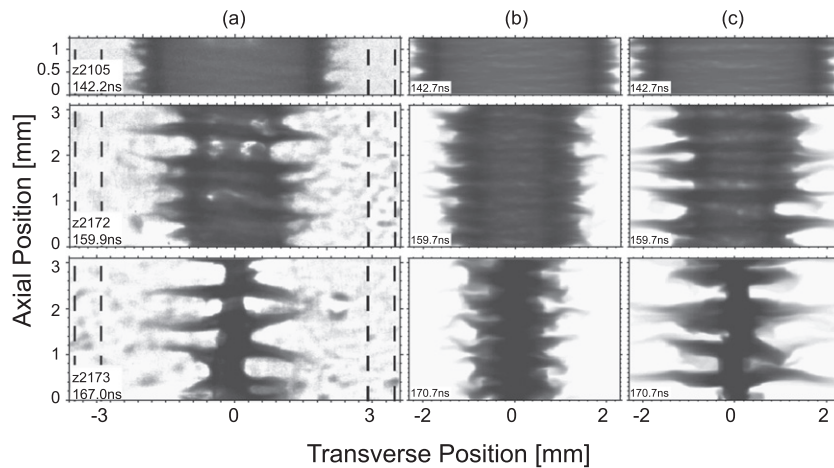 (a) (b) (c)
1
0.5
0
z2105
142.2ns
142.7ns
142.7ns
3
2
1
0
z2172
159.9ns
159.7ns
159.7ns
3
2
1
0
z2173
167.0ns
170.7ns
170.7ns
Axial Position [mm]
-3 0 3 -2 0 2 -2 0 2
Transverse Position [mm]